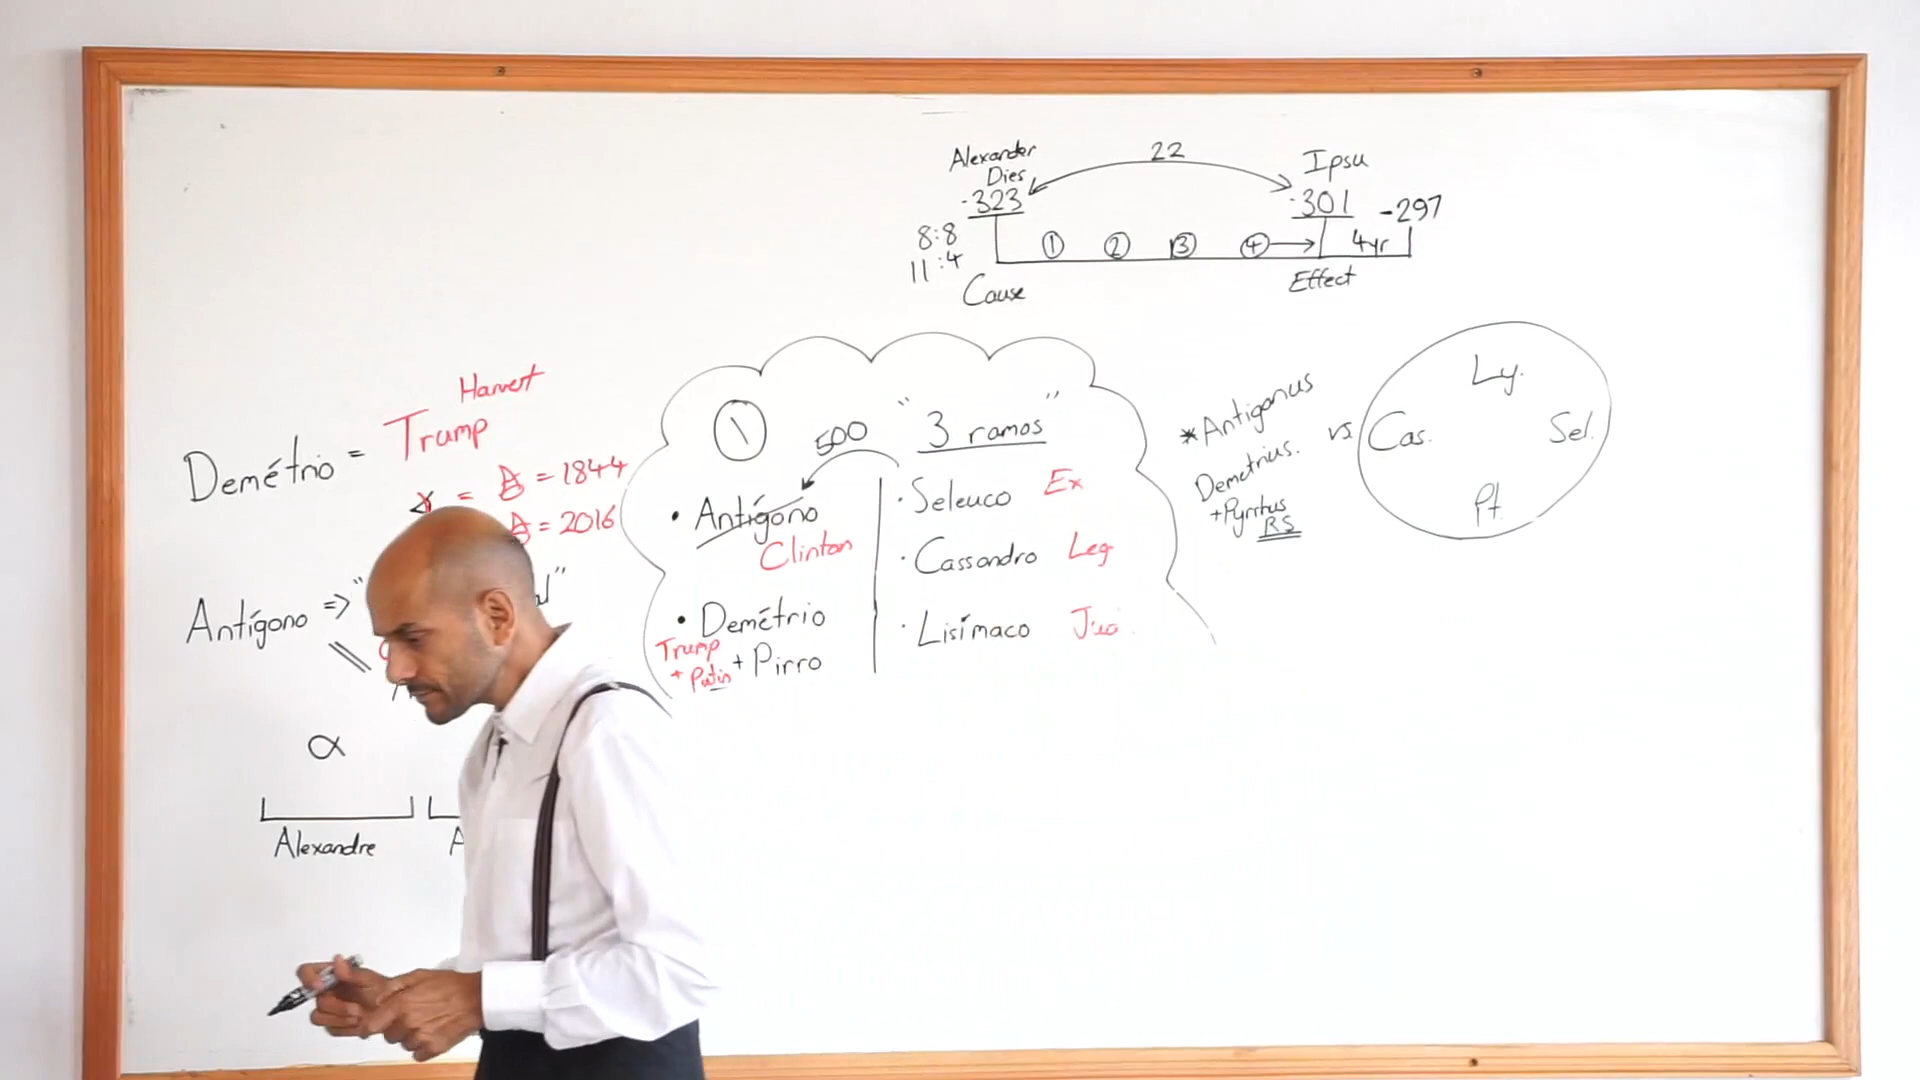 Alexander
Dies
-323
22
Ipsu
-301
-297
8:8
11:4
1 2 3 4
4yr
Cause
Effect
Harvest
Demétrio = Trump
= 1844
= 2016
Antígono =>
α
Alexandre
1
500
"3 ramos"
• Antígono
Clinton
• Demétrio
Trump
+ Putin
+ Pirro
· Seleuco Ex
· Cassandro Leg
· Lisímaco
*Antigonus
Demetrius.
+Pyrrhus
RS
vs
Ly.
Cas.
Sel.
Pt.